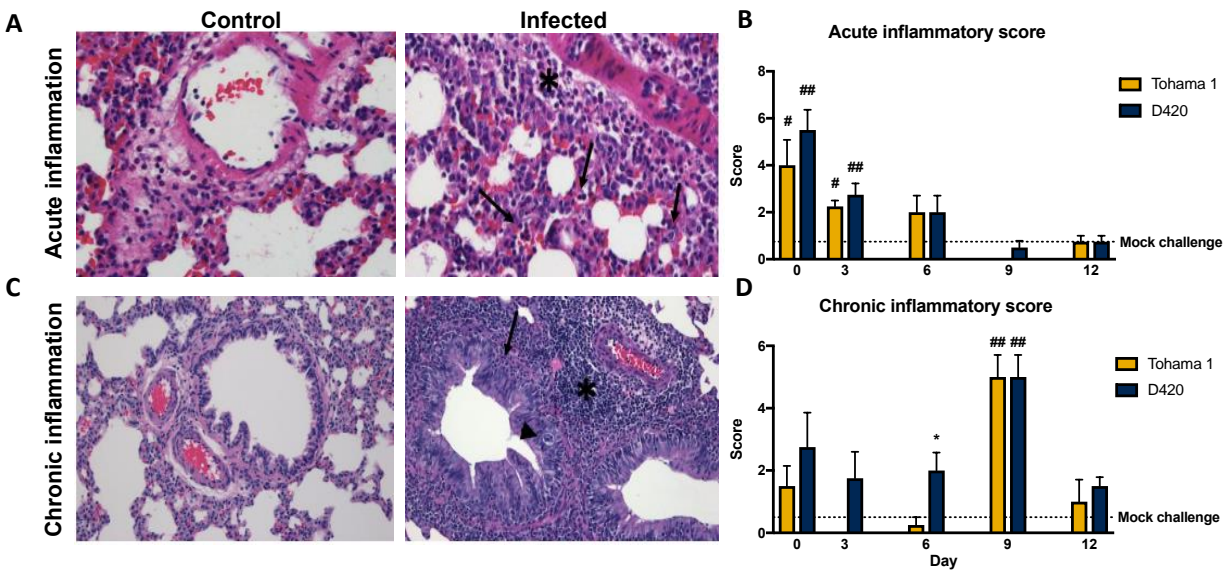 Control
Infected
A
Acute inflammation
B
Acute inflammatory score
8
6
4
2
0
Score
# ##
# ##
Tohama 1
D420
Mock challenge
0 3 6 9 12
C
Chronic inflammation
D
Chronic inflammatory score
6
4
2
0
Score
*
## ##
Tohama 1
D420
Mock challenge
0 3 6 9 12
Day